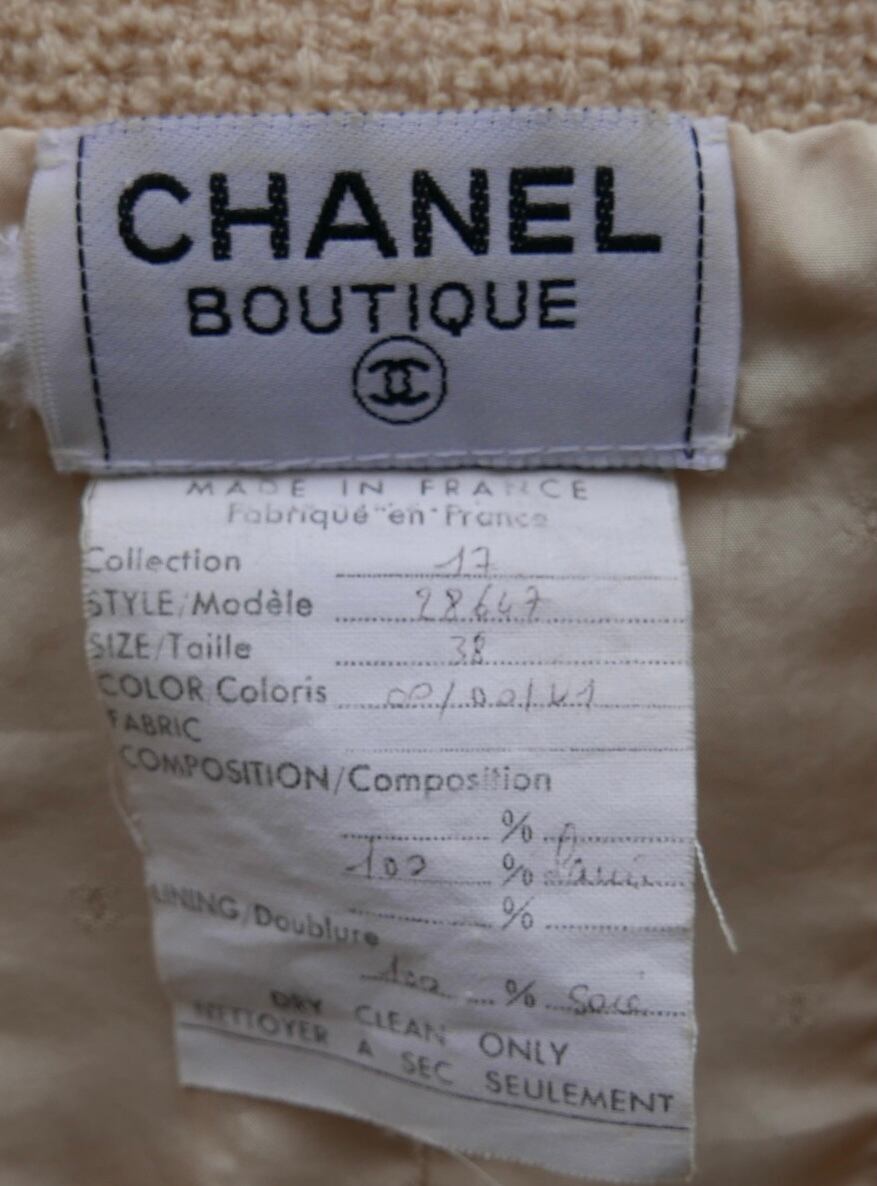 CHANEL
BOUTIQUE
MADE IN FRANCE
Fabriqué en France
Collection 17
STYLE/Modèle 28647
SIZE/Taille 38
COLOR Coloris
FABRIC
COMPOSITION/Composition
%
100 %
%
LINING/Doublure
100 % Soie
DRY CLEAN ONLY
NETTOYER A SEC SEULEMENT